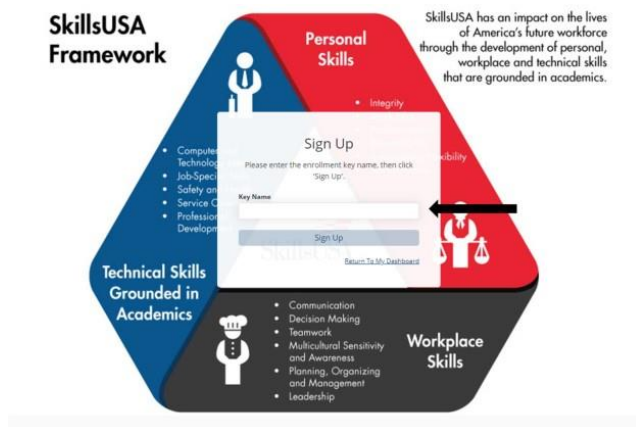 SkillsUSA
Framework
SkillsUSA has an impact on the lives
of America's future workforce
through the development of personal,
workplace and technical skills
that are grounded in academics.
Personal
Skills
• Integrity
Sign Up
Please enter the enrollment key name, then click
'Sign Up'.
Key Name
Sign Up
Return To My Dashboard
SkillsUSA
• Job-Speci
• Safety an
• Service O
• Profession
Development
Technical Skills
Grounded in
Academics
• Communication
• Decision Making
• Teamwork
• Multicultural Sensitivity
and Awareness
• Planning, Organizing
and Management
• Leadership
Workplace
Skills